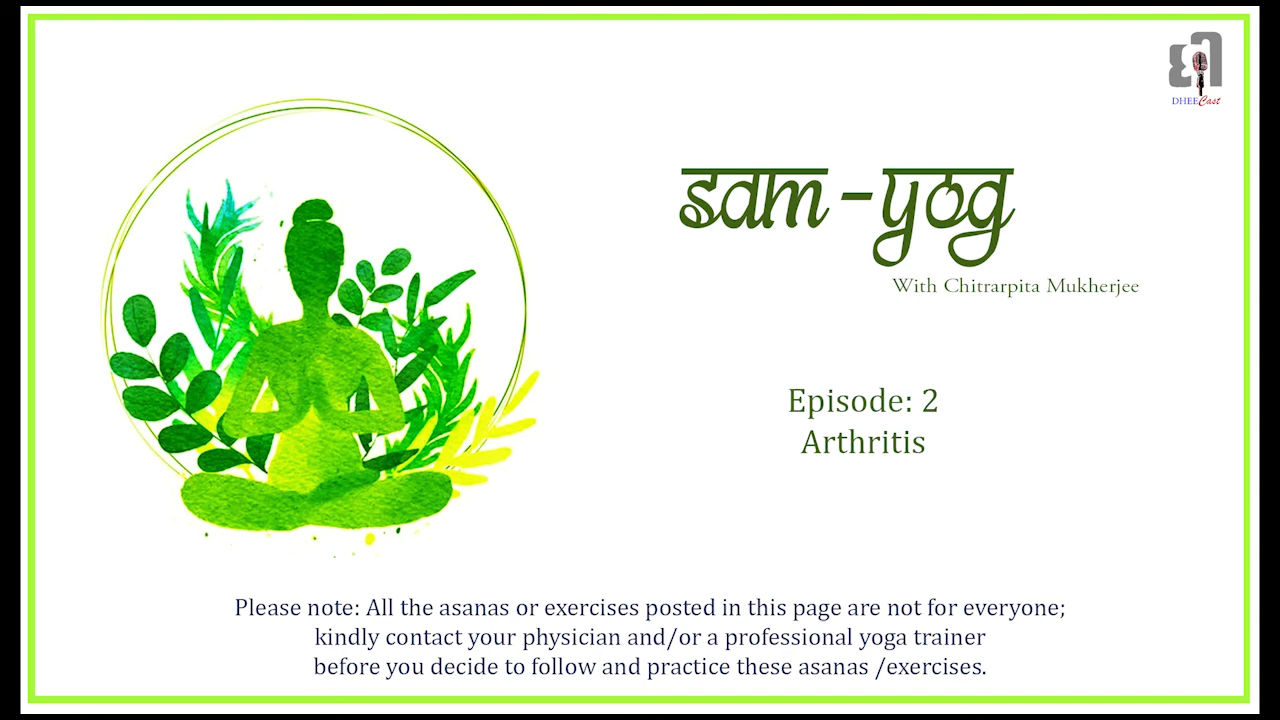 DHEECast
sam-yog
With Chitrarpita Mukherjee
Episode: 2
Arthritis
Please note: All the asanas or exercises posted in this page are not for everyone;
kindly contact your physician and/or a professional yoga trainer
before you decide to follow and practice these asanas /exercises.